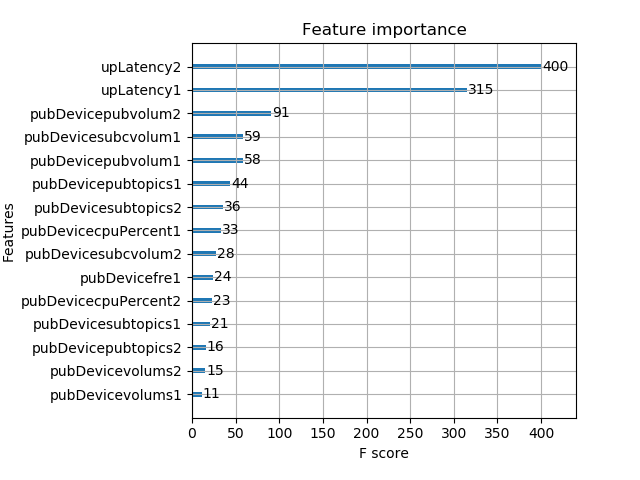 Feature importance
Features
upLatency2 400
upLatency1 315
pubDevicepubvolum2 91
pubDevicesubcvolum1 59
pubDevicepubvolum1 58
pubDevicepubtopics1 44
pubDevicesubtopics2 36
pubDevicecpuPercent1 33
pubDevicesubcvolum2 28
pubDevicefre1 24
pubDevicecpuPercent2 23
pubDevicesubtopics1 21
pubDevicepubtopics2 16
pubDevicevolums2 15
pubDevicevolums1 11
0 50 100 150 200 250 300 350 400
F score